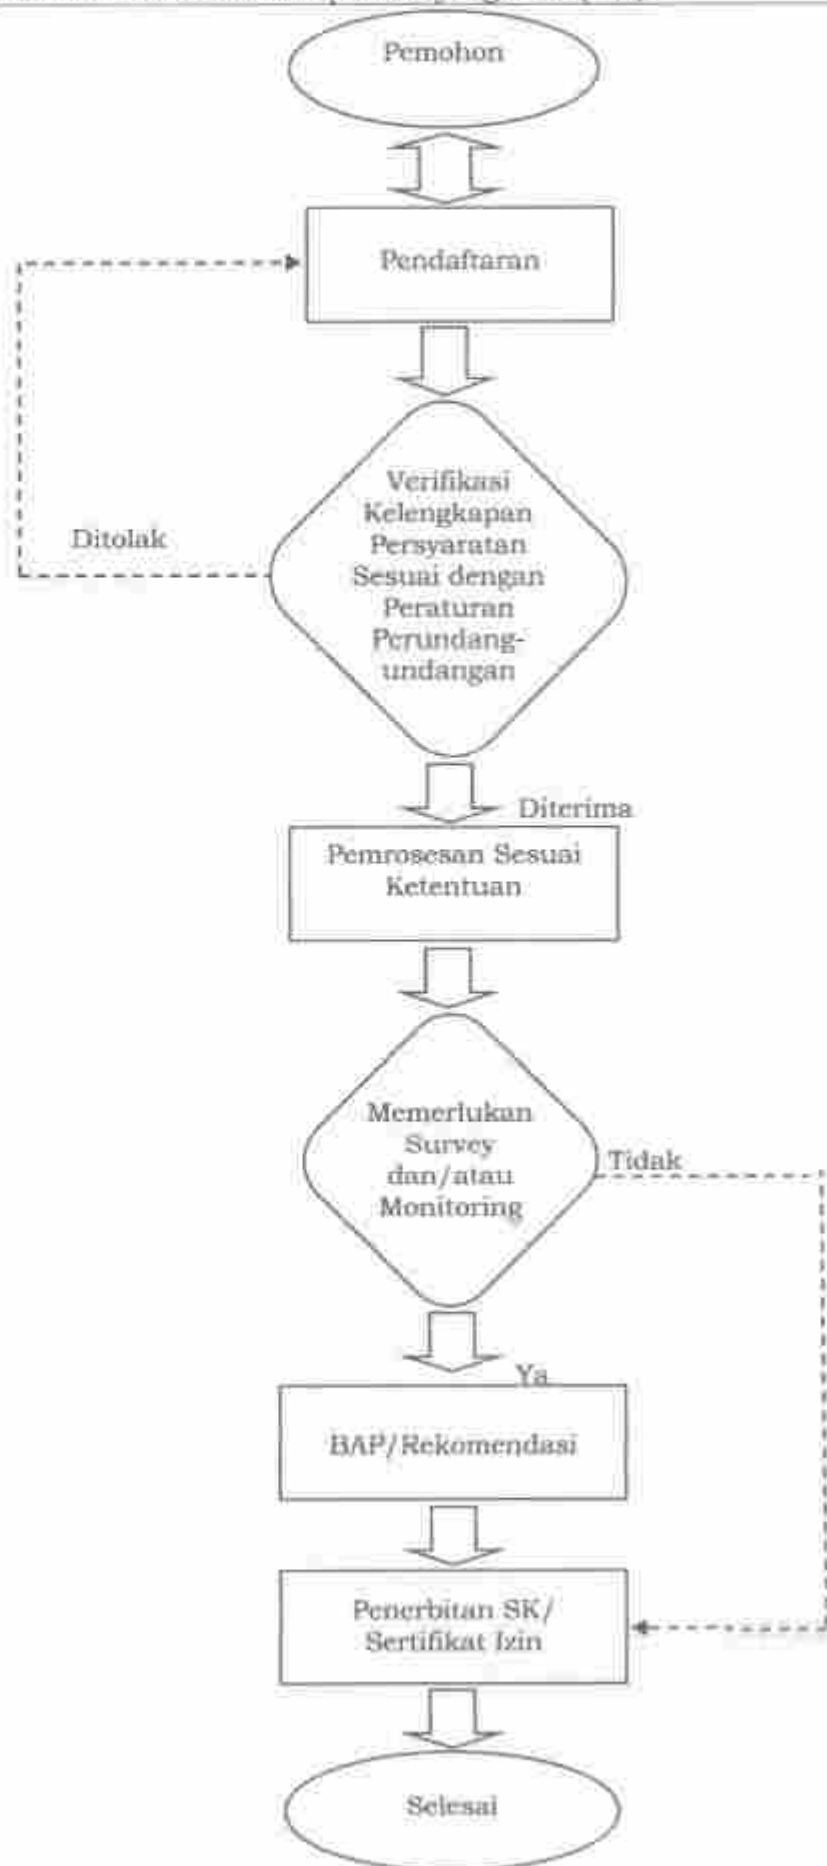 Pemohon
Pendaftaran
Ditolak
Verifikasi
Kelengkapan
Persyaratan
Sesuai dengan
Peraturan
Perundang-
undangan
Diterima
Pemrosesan Sesuai
Ketentuan
Memerlukan
Survey
dan/atau
Monitoring
Tidak
Ya
BAP/Rekomendasi
Penerbitan SK/
Sertifikat Izin
Selesai